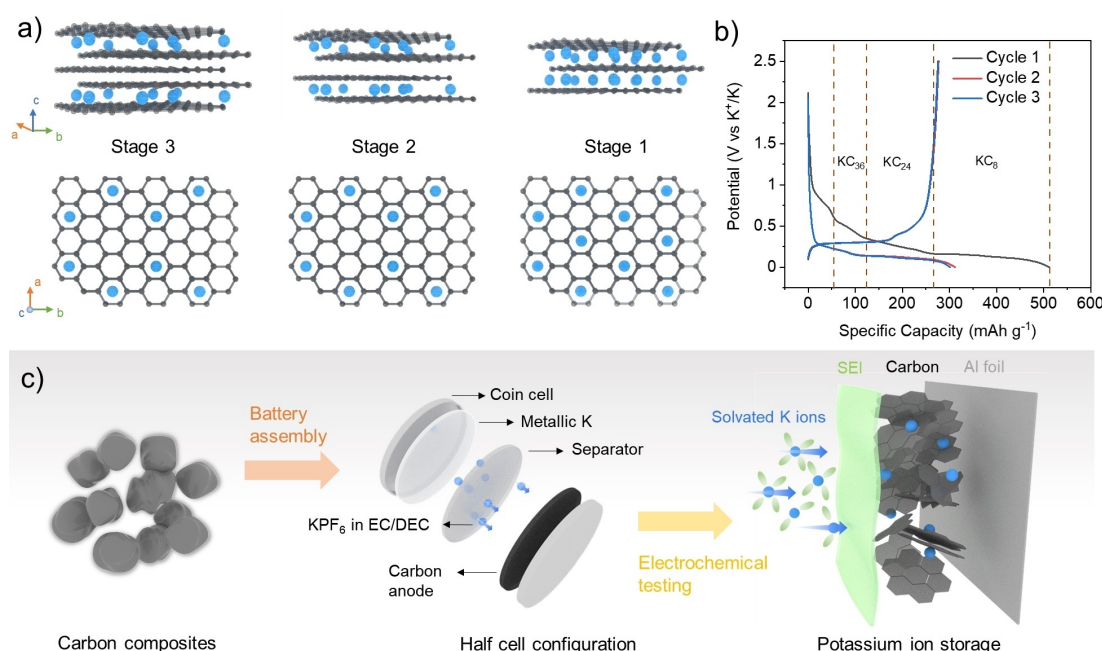 a)
c
a
b
Stage 3
Stage 2
Stage 1
a
c
b
b)
Cycle 1
Cycle 2
Cycle 3
KC₃₆
KC₂₄
KC₈
Potential (V vs K⁺/K)
2.5
2
1.5
1
0.5
0
0 100 200 300 400 500 600
Specific Capacity (mAh g⁻¹)
c)
Battery
assembly
Coin cell
Metallic K
Separator
KPF₆ in EC/DEC
Carbon
anode
Electrochemical
testing
SEI
Carbon
Al foil
Solvated K ions
Carbon composites
Half cell configuration
Potassium ion storage